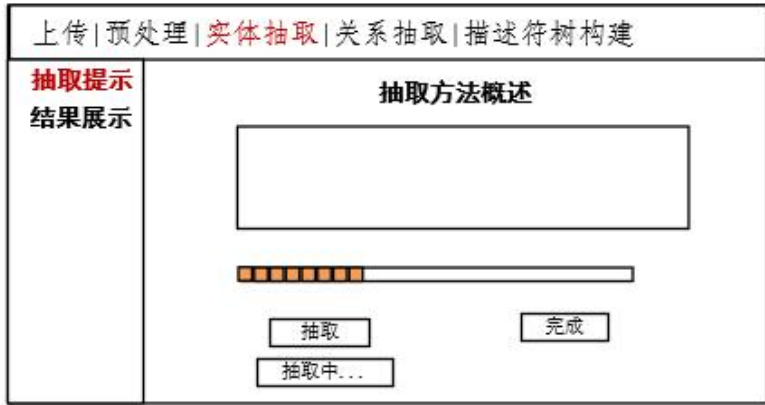 上传|预处理|实体抽取|关系抽取|描述符树构建
抽取提示
结果展示
抽取方法概述
抽取
完成
抽取中...